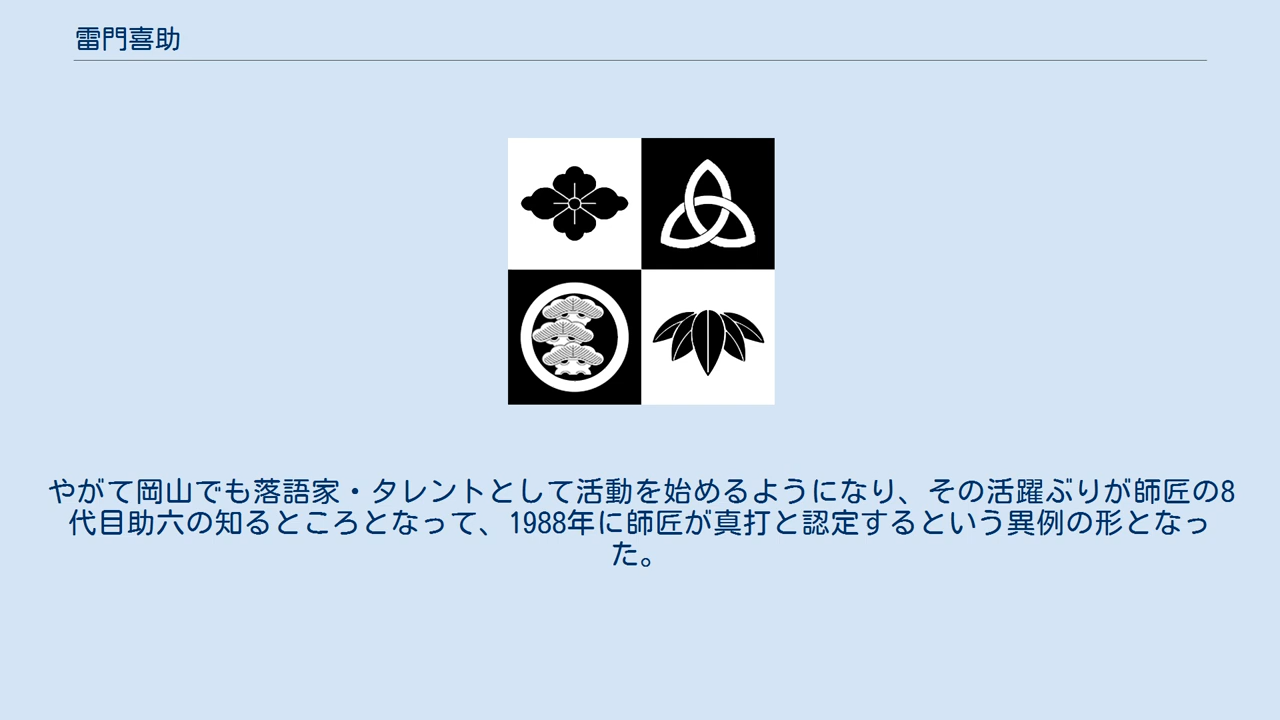 雷門喜助
やがて岡山でも落語家・タレントとして活動を始めるようになり、その活躍ぶりが師匠の8
代目助六の知るところとなって、1988年に師匠が真打と認定するという異例の形となっ
た。